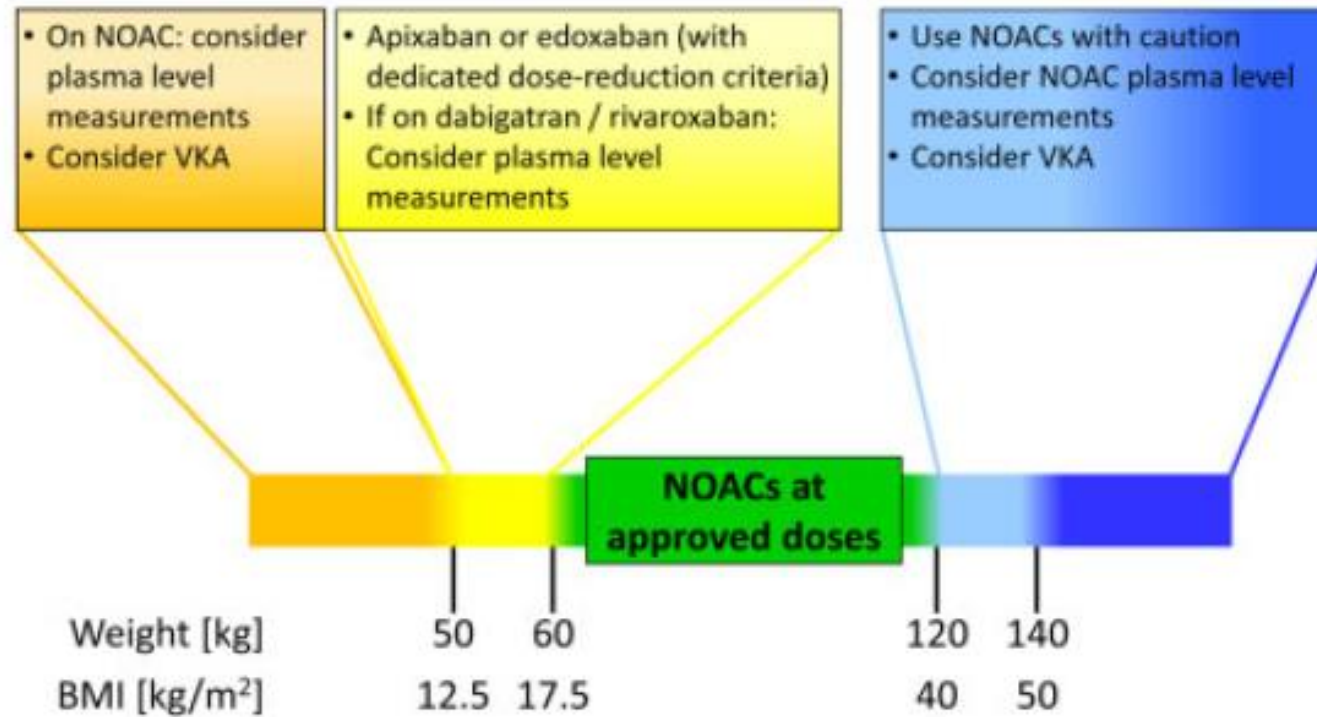 • On NOAC: consider
plasma level
measurements
• Consider VKA
• Apixaban or edoxaban (with
dedicated dose-reduction criteria)
• If on dabigatran / rivaroxaban:
Consider plasma level
measurements
• Use NOACs with caution
• Consider NOAC plasma level
measurements
• Consider VKA
NOACs at
approved doses
Weight [kg] 50 60 120 140
BMI [kg/m²] 12.5 17.5 40 50